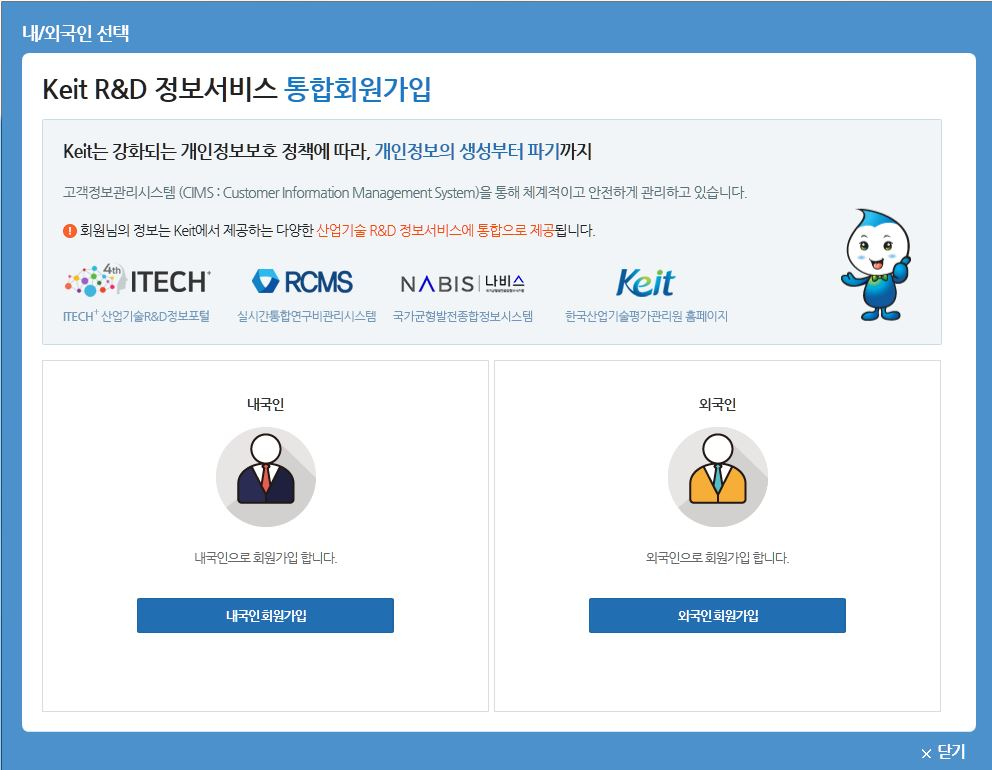 내/외국인 선택
Keit R&D 정보서비스 통합회원가입
Keit는 강화되는 개인정보보호 정책에 따라, 개인정보의 생성부터 파기까지
고객정보관리시스템 (CIMS : Customer Information Management System)을 통해 체계적이고 안전하게 관리하고 있습니다.
! 회원님의 정보는 Keit에서 제공하는 다양한 산업기술 R&D 정보서비스에 통합으로 제공됩니다.
4th ITECH+ RCMS NABIS 나비스 Keit
ITECH+ 산업기술R&D정보포털 실시간통합연구비관리시스템 국가균형발전종합정보시스템 한국산업기술평가관리원 홈페이지
내국인 외국인
내국인으로 회원가입 합니다. 외국인으로 회원가입 합니다.
내국인 회원가입 외국인 회원가입
× 닫기